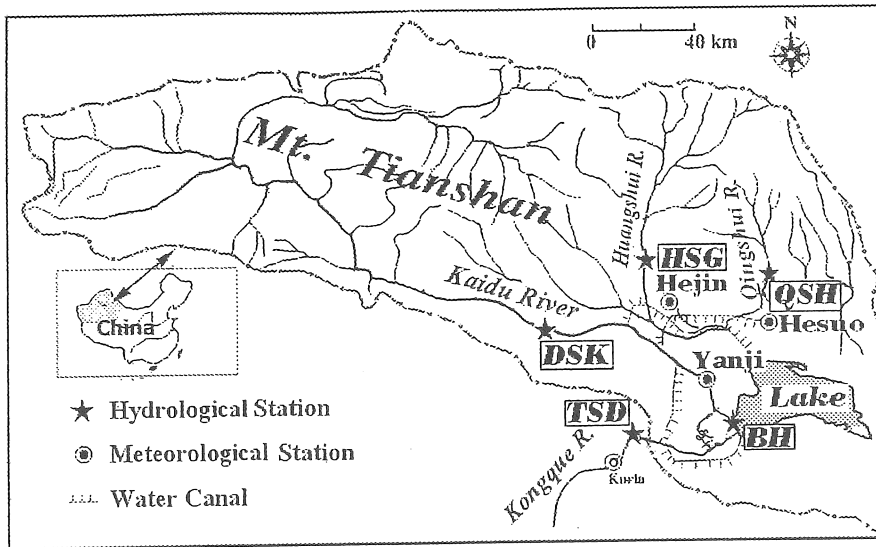 N
0 40 km
Mt.
Tianshan
Huangshui R.
Qingshui R.
HSG
Hejin
QSH
Hesuo
Kaidu River
DSK
China
Yanji
Lake
TSD
BH
Kongque R.
Hydrological Station
Meteorological Station
Water Canal